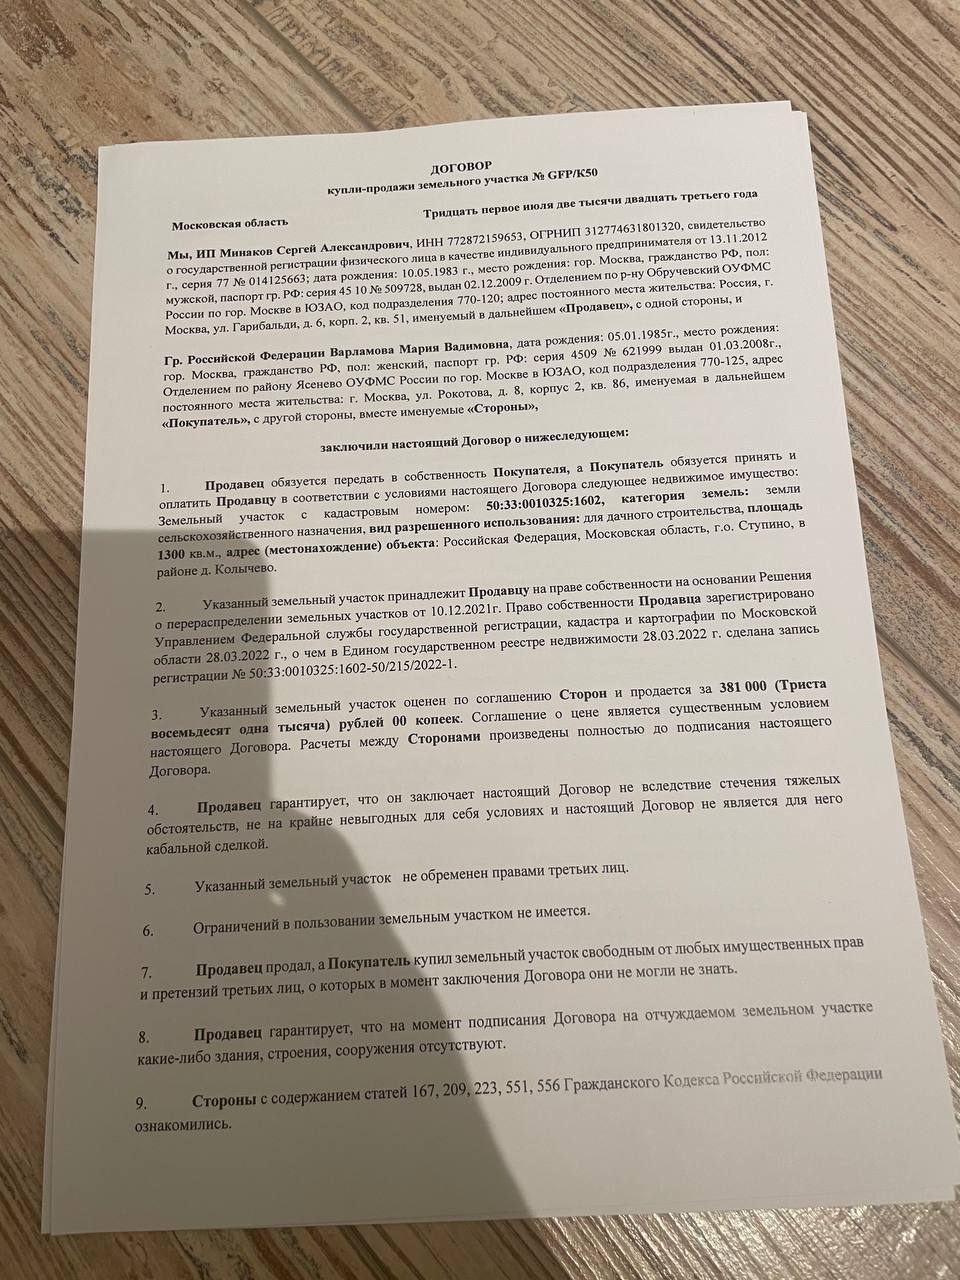 ДОГОВОР
купли-продажи земельного участка № GFP/K50
Московская область
Тридцать первое июля две тысячи двадцать третьего года
Мы, ИП Минаков Сергей Александрович, ИНН 772872159653, ОГРНИП 312774631801320, свидетельство
о государственной регистрации физического лица в качестве индивидуального предпринимателя от 13.11.2012
г., серия 77 № 014125663; дата рождения: 10.05.1983 г., место рождения: гор. Москва, гражданство РФ, пол:
мужской, паспорт гр. РФ: серия 45 10 № 509728, выдан 02.12.2009 г. Отделением по р-ну Обручевский ОУФМС
России по гор. Москве в ЮЗАО, код подразделения 770-120; адрес постоянного места жительства: Россия, г.
Москва, ул. Гарибальди, д. 6, корп. 2, кв. 51, именуемый в дальнейшем «Продавец», с одной стороны, и
Гр. Российской Федерации Варламова Мария Вадимовна, дата рождения: 05.01.1985г., место рождения:
гор. Москва, гражданство РФ, пол: женский, паспорт гр. РФ: серия 4509 № 621999 выдан 01.03.2008г.,
Отделением по району Ясенево ОУФМС России по гор. Москве в ЮЗАО, код подразделения 770-125, адрес
постоянного места жительства: г. Москва, ул. Рокотова, д. 8, корпус 2, кв. 86, именуемая в дальнейшем
«Покупатель», с другой стороны, вместе именуемые «Стороны»,
заключили настоящий Договор о нижеследующем:
1. Продавец обязуется передать в собственность Покупателя, а Покупатель обязуется принять и
оплатить Продавцу в соответствии с условиями настоящего Договора следующее недвижимое имущество:
Земельный участок с кадастровым номером: 50:33:0010325:1602, категория земель: земли
сельскохозяйственного назначения, вид разрешенного использования: для дачного строительства, площадь
1300 кв.м., адрес (местонахождение) объекта: Российская Федерация, Московская область, г.о. Ступино, в
районе д. Колычево.
2. Указанный земельный участок принадлежит Продавцу на праве собственности на основании Решения
о перераспределении земельных участков от 10.12.2021г. Право собственности Продавца зарегистрировано
Управлением Федеральной службы государственной регистрации, кадастра и картографии по Московской
области 28.03.2022 г., о чем в Едином государственном реестре недвижимости 28.03.2022 г. сделана запись
регистрации № 50:33:0010325:1602-50/215/2022-1.
3. Указанный земельный участок оценен по соглашению Сторон и продается за 381 000 (Триста
восемьдесят одна тысяча) рублей 00 копеек. Соглашение о цене является существенным условием
настоящего Договора. Расчеты между Сторонами произведены полностью до подписания настоящего
Договора.
4. Продавец гарантирует, что он заключает настоящий Договор не вследствие стечения тяжелых
обстоятельств, не на крайне невыгодных для себя условиях и настоящий Договор не является для него
кабальной сделкой.
5. Указанный земельный участок не обременен правами третьих лиц.
6. Ограничений в пользовании земельным участком не имеется.
7. Продавец продал, а Покупатель купил земельный участок свободным от любых имущественных прав
и претензий третьих лиц, о которых в момент заключения Договора они не могли не знать.
8. Продавец гарантирует, что на момент подписания Договора на отчуждаемом земельном участке
какие-либо здания, строения, сооружения отсутствуют.
9. Стороны с содержанием статей 167, 209, 223, 551, 556 Гражданского Кодекса Российской Федерации
ознакомились.